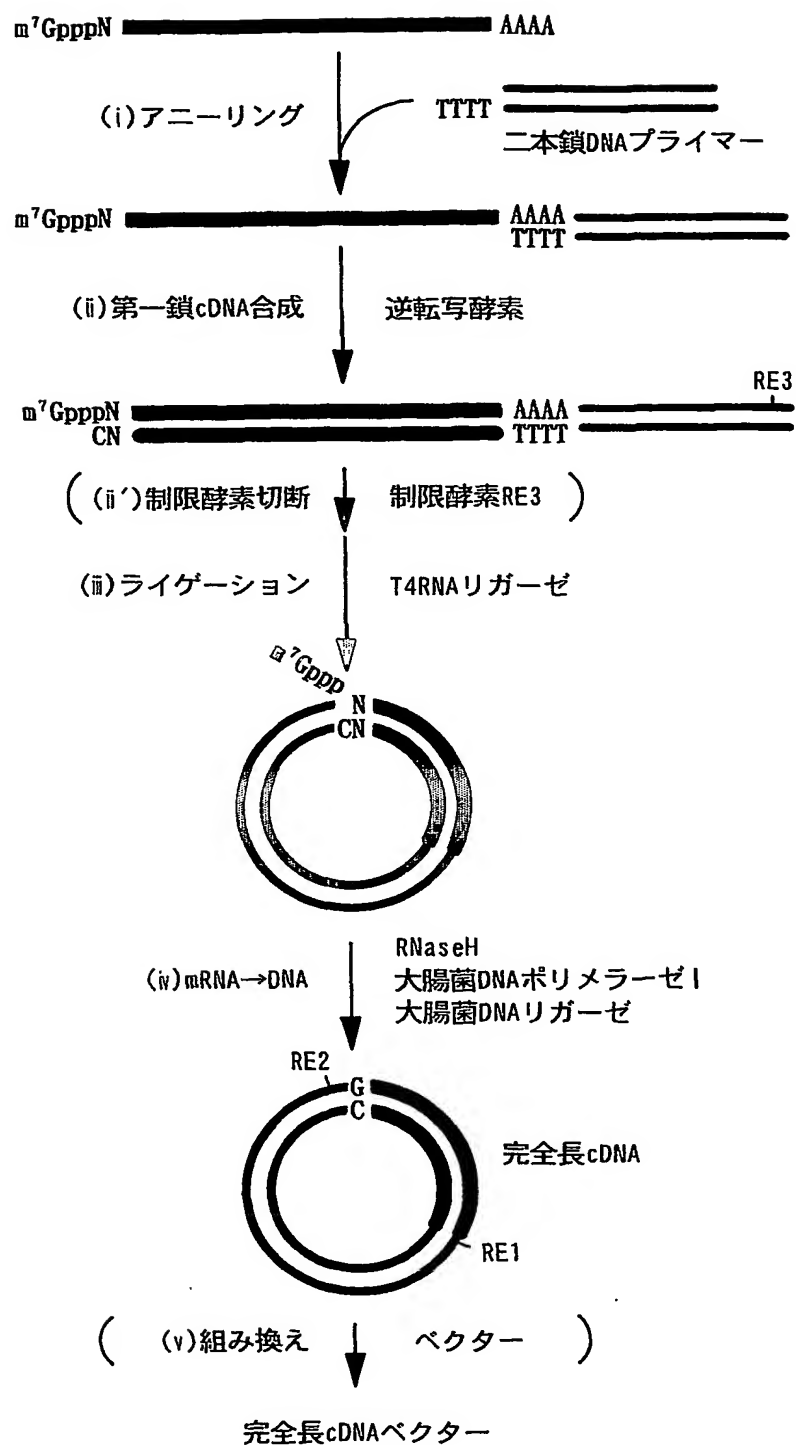 m⁷GpppN AAAA
(i)アニーリング
TTTT
二本鎖DNAプライマー
m⁷GpppN AAAA
TTTT
(ii)第一鎖cDNA合成 逆転写酵素
RE3
m⁷GpppN AAAA
CN TTTT
( (ii´)制限酵素切断 制限酵素RE3 )
(iii)ライゲーション T4RNAリガーゼ
m⁷Gppp
N
CN
RNaseH
(iv)mRNA→DNA 大腸菌DNAポリメラーゼⅠ
大腸菌DNAリガーゼ
RE2
G
C
完全長cDNA
RE1
( (v)組み換え ベクター )
完全長cDNAベクター